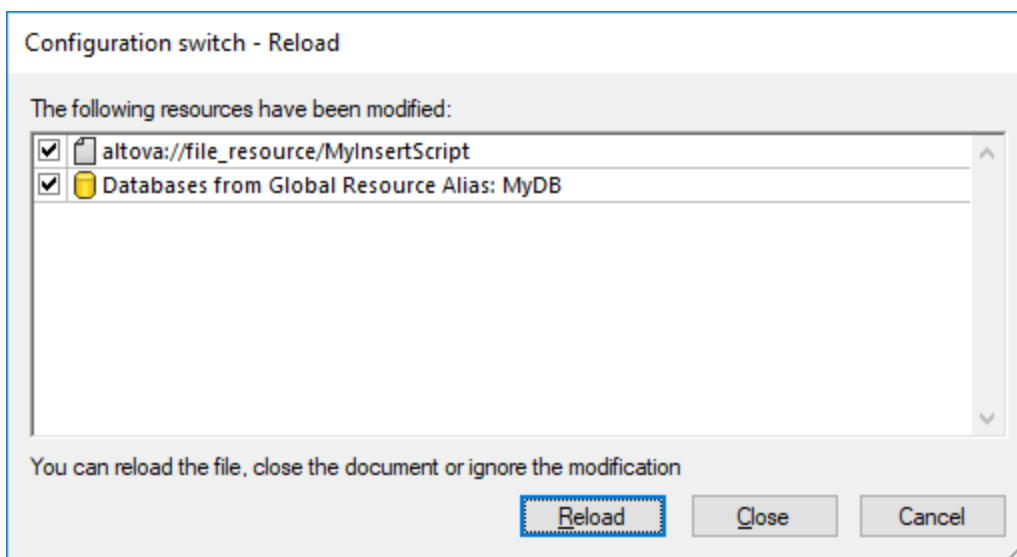 Configuration switch - Reload
The following resources have been modified:
altova://file_resource/MyInsertScript
Databases from Global Resource Alias: MyDB
You can reload the file, close the document or ignore the modification
Reload Close Cancel